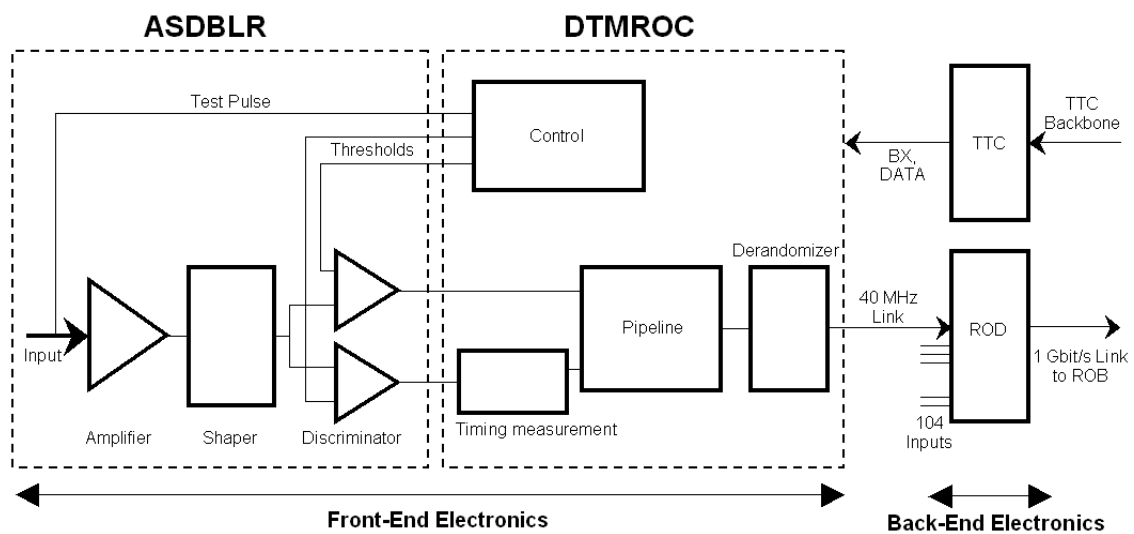 ASDBLR
DTMROC
Test Pulse
Control
Thresholds
TTC
Backbone
TTC
BX,
DATA
Derandomizer
Pipeline
40 MHz
Link
ROD
Input
1 Gbit/s Link
to ROB
104
Inputs
Amplifier
Shaper
Discriminator
Timing measurement
Front-End Electronics
Back-End Electronics